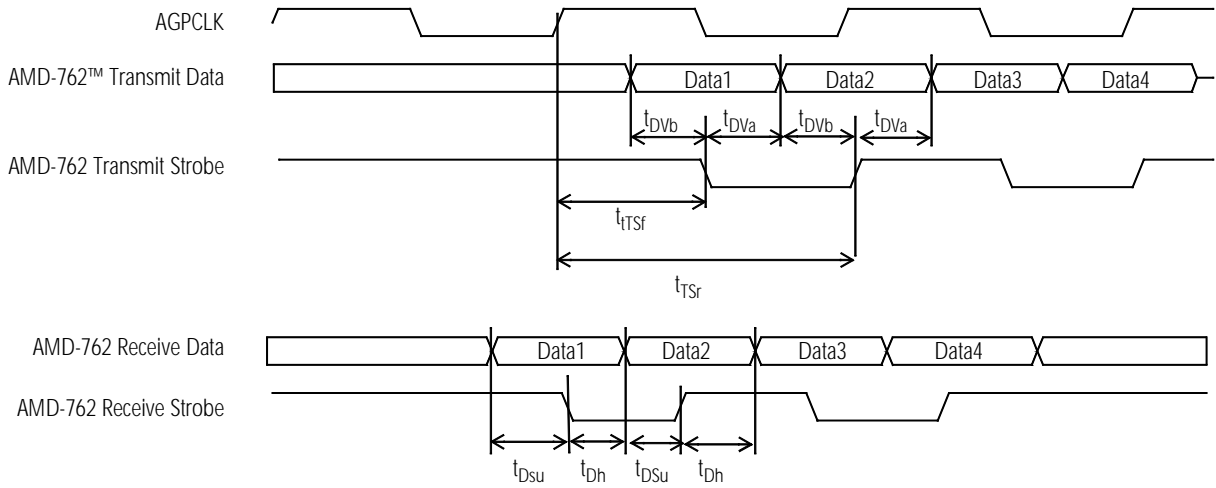 AGPCLK
AMD-762™ Transmit Data
Data1 Data2 Data3 Data4
tDVb tDVa tDVb tDVa
AMD-762 Transmit Strobe
ttTSf
tTSr
AMD-762 Receive Data
Data1 Data2 Data3 Data4
AMD-762 Receive Strobe
tDsu tDh tDSu tDh